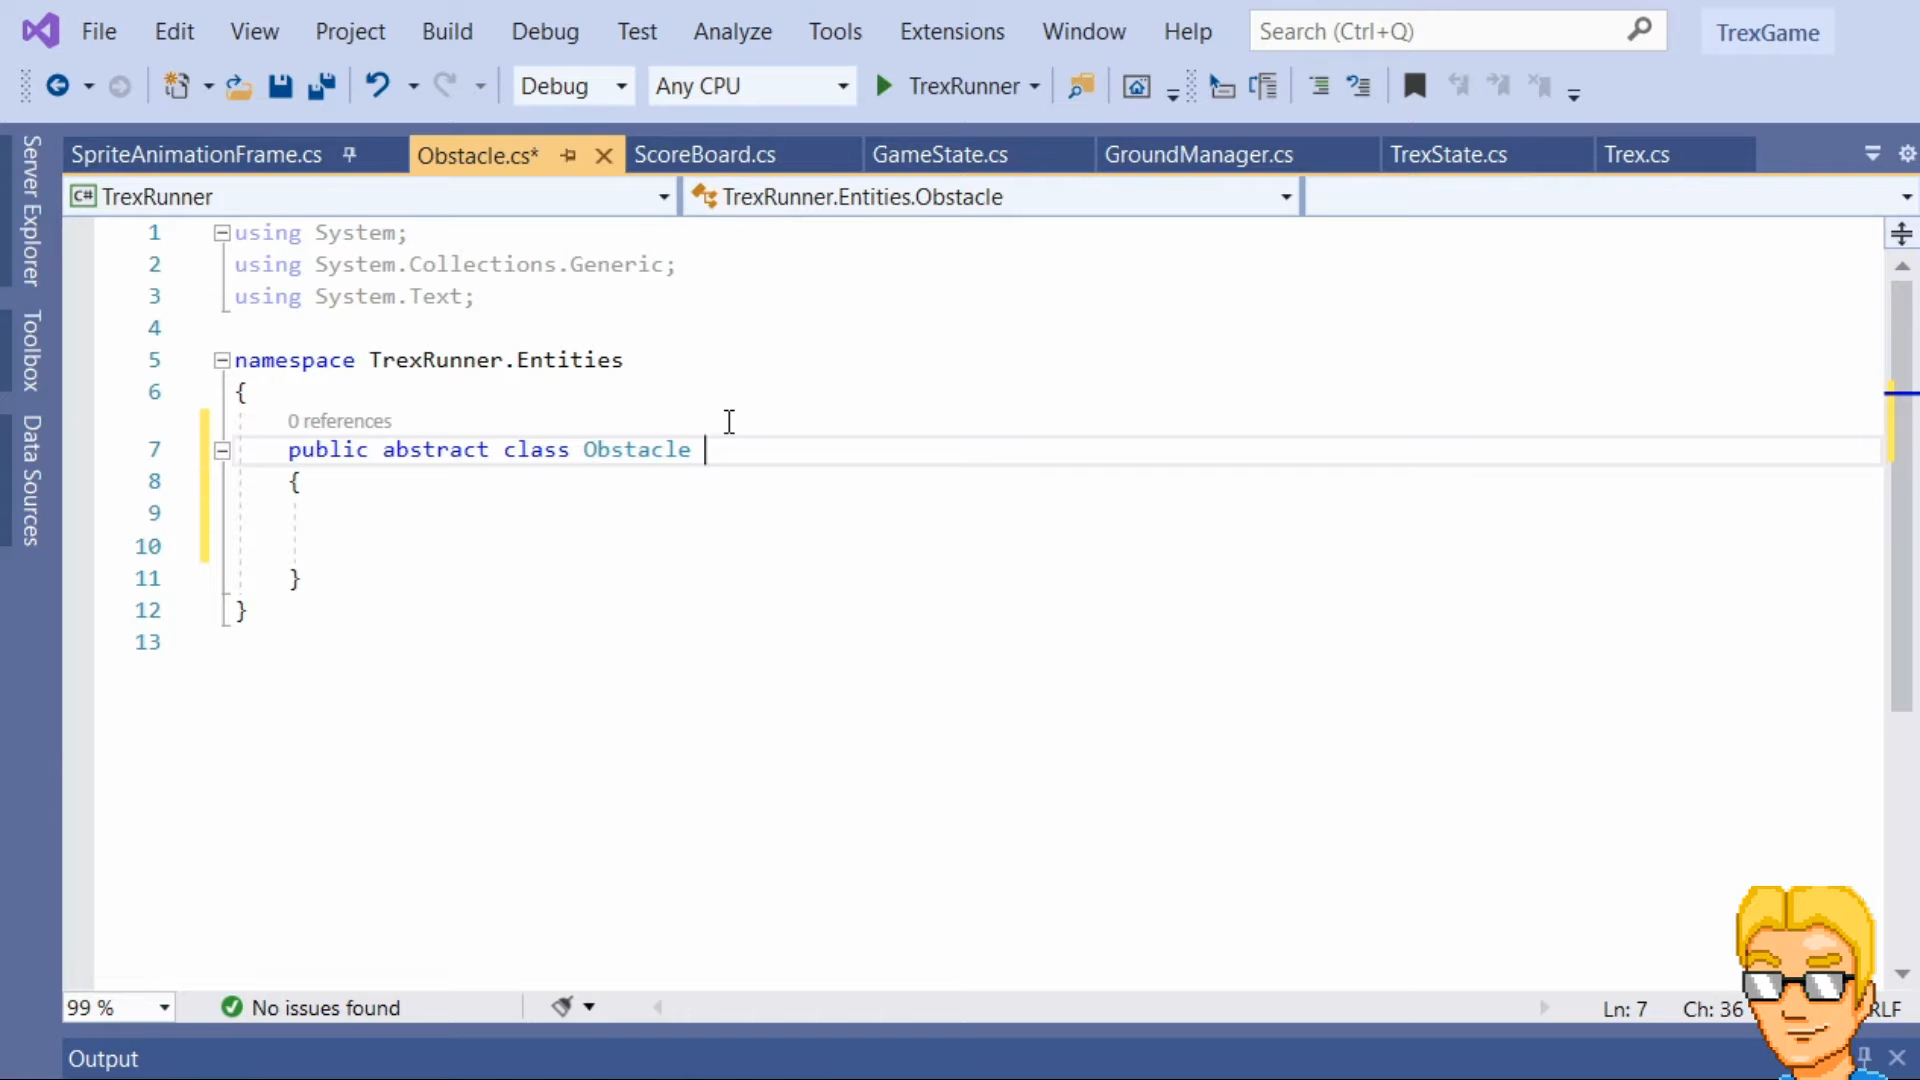 File Edit View Project Build Debug Test Analyze Tools Extensions Window Help Search (Ctrl+Q) TrexGame
Debug Any CPU TrexRunner
Server Explorer
Toolbox
Data Sources
SpriteAnimationFrame.cs Obstacle.cs* ScoreBoard.cs GameState.cs GroundManager.cs TrexState.cs Trex.cs
C# TrexRunner TrexRunner.Entities.Obstacle
1 using System;
2 using System.Collections.Generic;
3 using System.Text;
4
5 namespace TrexRunner.Entities
6 {
0 references
7 public abstract class Obstacle
8 {
9
10
11 }
12 }
13
99 % No issues found Ln: 7 Ch: 36 RLF
Output